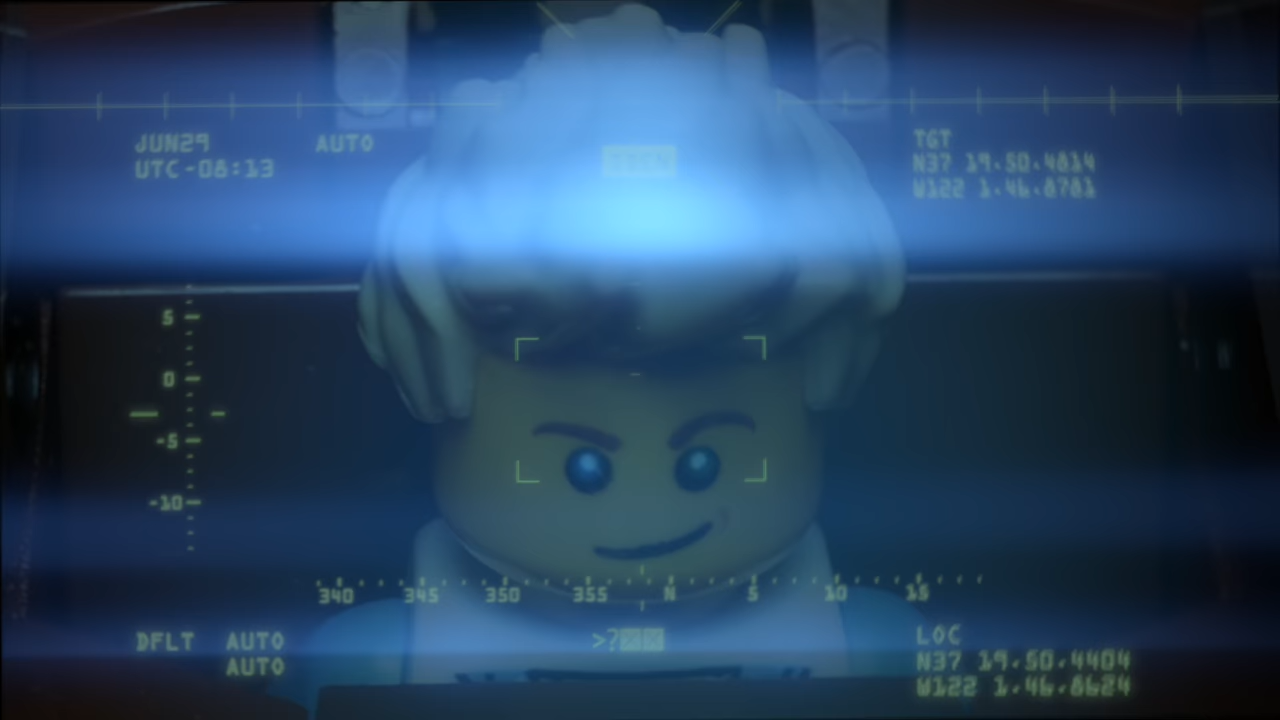 JUN29 AUTO
UTC-08:13
TGT
N37 19.50.4814
W122 1.46.8781
5
0
-5
-10
340 345 350 355 N 5 10 15
DFLT AUTO
AUTO
>?
LOC
N37 19.50.4404
W122 1.46.8624